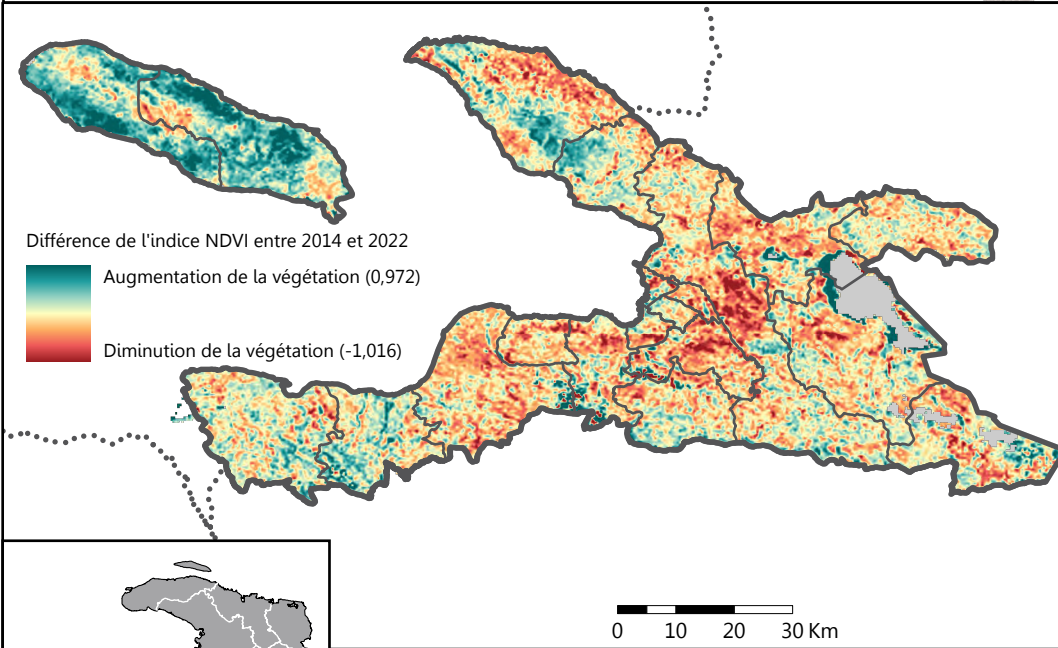 Différence de l'indice NDVI entre 2014 et 2022
Augmentation de la végétation (0,972)
Diminution de la végétation (-1,016)
0 10 20 30 Km